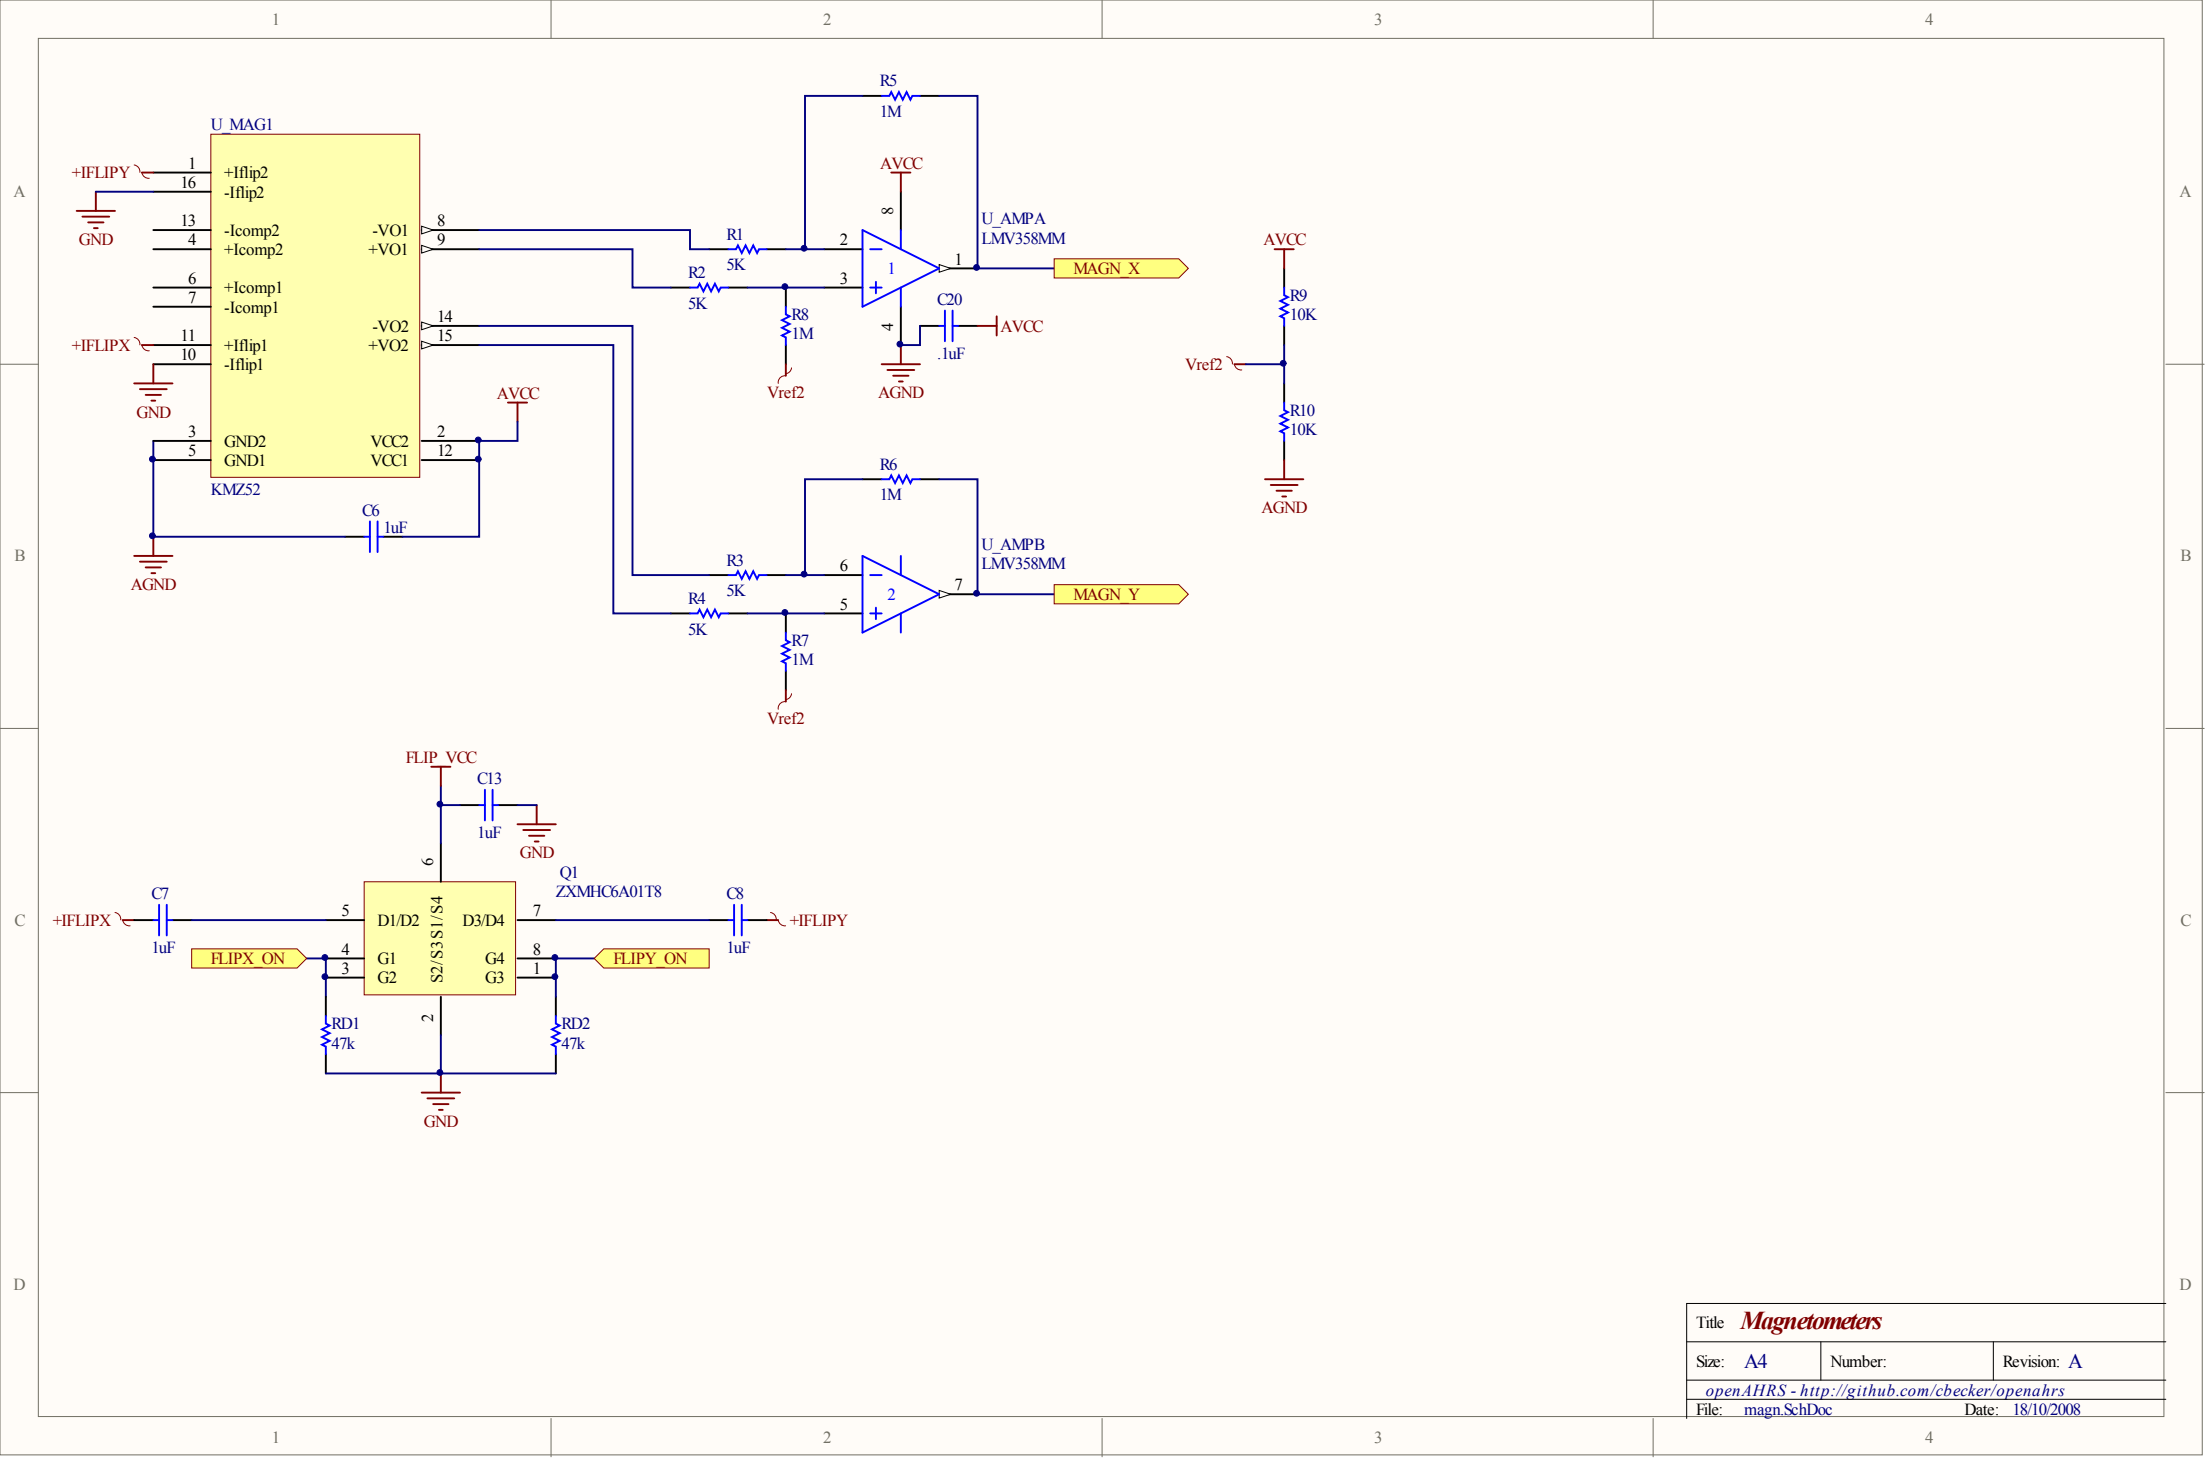 1 2 3 4
A
B
C
D
A
B
C
D
1 2 3 4
U_MAG1
+IFLIPY
1
+Iflip2
16
-Iflip2
GND
13
-Icomp2
4
+Icomp2
6
+Icomp1
7
-Icomp1
+IFLIPX
11
+Iflip1
10
-Iflip1
GND
3
GND2
5
GND1
-VO1
8
+VO1
9
-VO2
14
+VO2
15
VCC2
2
VCC1
12
AVCC
KMZ52
C6
1uF
AGND
R5
1M
AVCC
8
U_AMPA
LMV358MM
R1
5K
2
R2
5K
3
1
1
MAGN_X
R8
1M
Vref2
4
C20
.1uF
AVCC
AGND
AVCC
R9
10K
Vref2
R10
10K
AGND
R6
1M
U_AMPB
LMV358MM
R3
5K
6
R4
5K
5
2
7
MAGN_Y
R7
1M
Vref2
FLIP_VCC
C13
1uF
GND
6
Q1
ZXMHC6A01T8
C7
+IFLIPX
1uF
5
D1/D2
S2/S3 S1/S4
D3/D4
7
C8
+IFLIPY
1uF
FLIPX_ON
4
G1
3
G2
G4
8
G3
1
FLIPY_ON
RD1
47k
2
RD2
47k
GND
Title Magnetometers
Size: A4 Number: Revision: A
openAHRS - http://github.com/cbecker/openahrs
File: magn.SchDoc Date: 18/10/2008